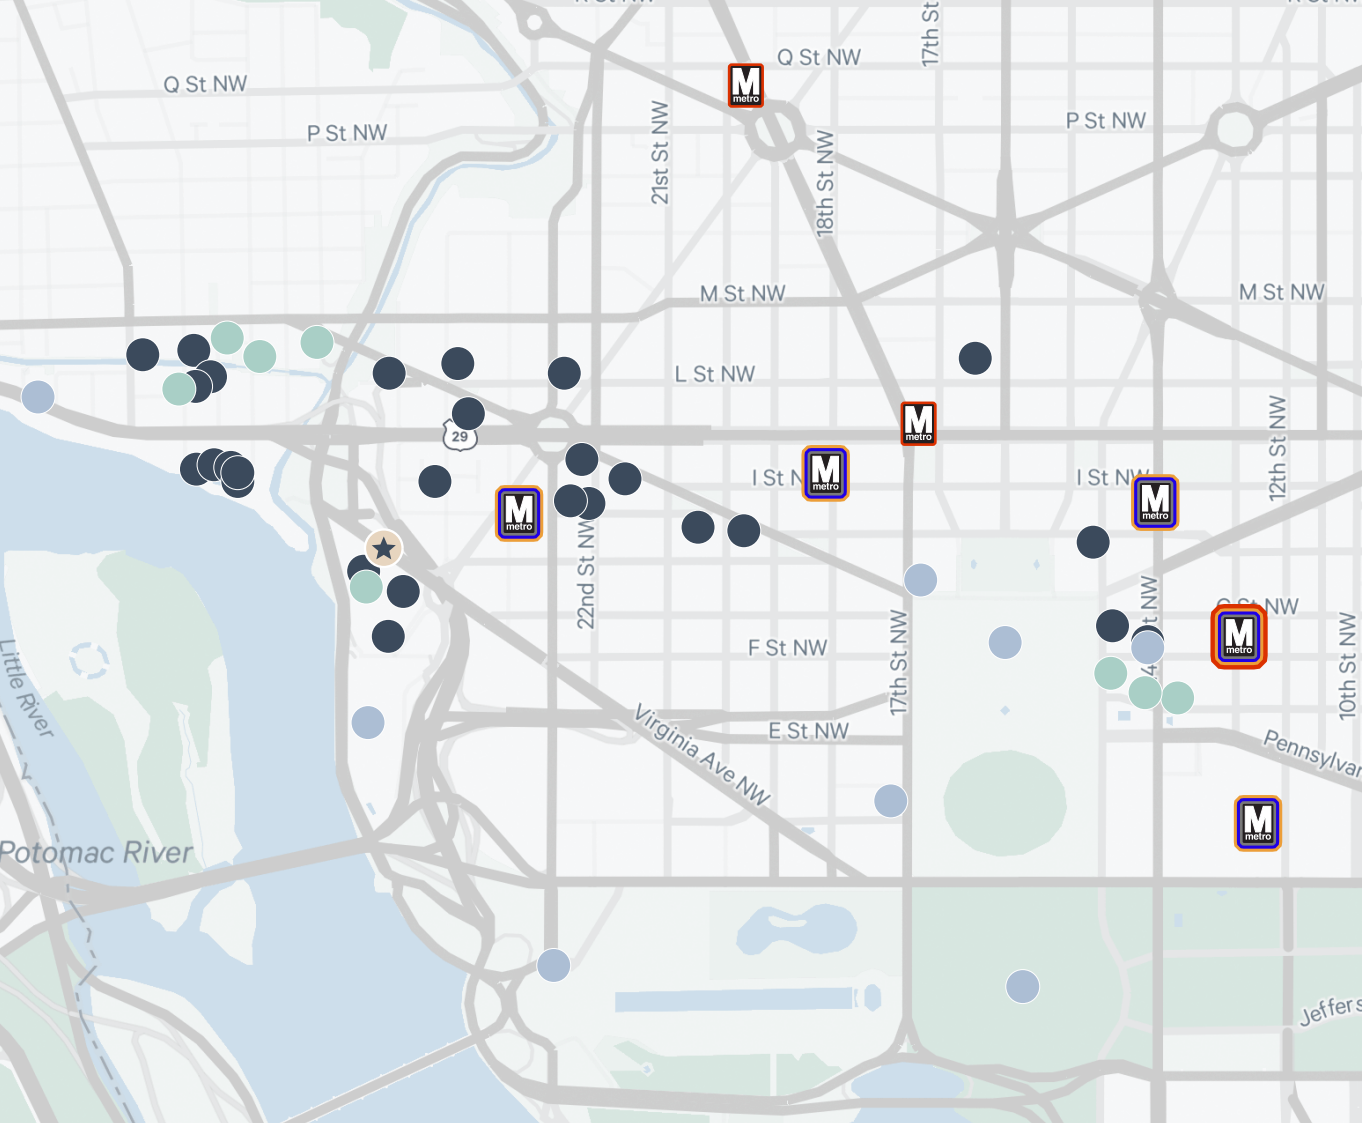 17th St
Q St NW
Q St NW
M
metro
P St NW
P St NW
21st St NW
18th St NW
M St NW
M St NW
L St NW
12th St NW
29
M
metro
I St N
M
metro
I St NW
M
metro
M
metro
22nd St NW
t NW
St NW
M
metro
17th St NW
10th St NW
F St NW
Little River
Virginia Ave NW
E St NW
Pennsylvan
M
metro
Potomac River
Jeffers